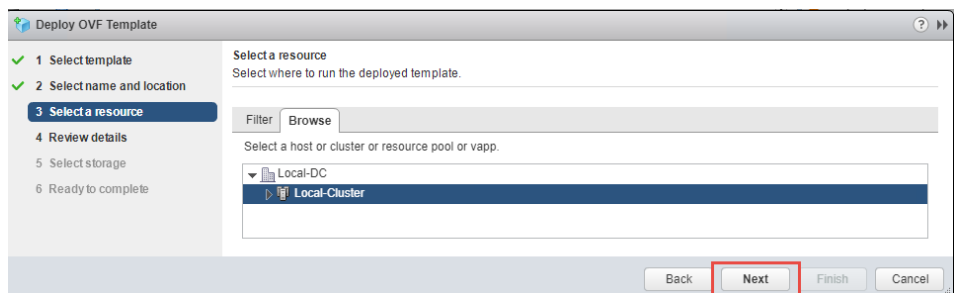 Deploy OVF Template
1 Select template
2 Select name and location
3 Select a resource
4 Review details
5 Select storage
6 Ready to complete
Select a resource
Select where to run the deployed template.
Filter Browse
Select a host or cluster or resource pool or vapp.
Local-DC
Local-Cluster
Back Next Finish Cancel